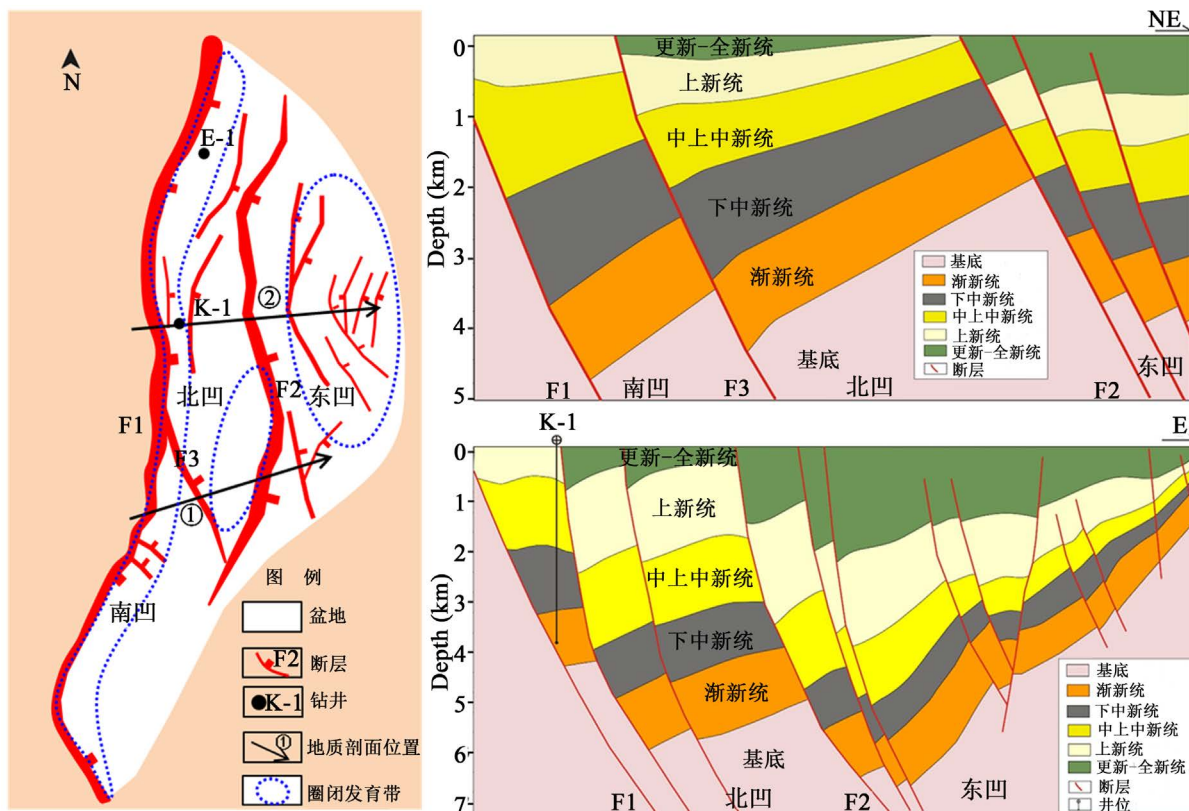 N
E-1
K-1
②
北凹
F2
东凹
F1
F3
①
南凹
图 例
盆地
F2
断层
K-1
钻井
①
地质剖面位置
圈闭发育带
NE
Depth (km)
0
1
2
3
4
5
更新-全新统
上新统
中上中新统
下中新统
渐新统
基底
F1
南凹
F3
北凹
F2
东凹
基底
渐新统
下中新统
中上中新统
上新统
更新-全新统
断层
K-1
E
Depth (km)
0
1
2
3
4
5
6
7
更新-全新统
上新统
中上中新统
下中新统
渐新统
基底
F1
北凹
F2
东凹
基底
渐新统
下中新统
中上中新统
上新统
更新-全新统
断层
井位